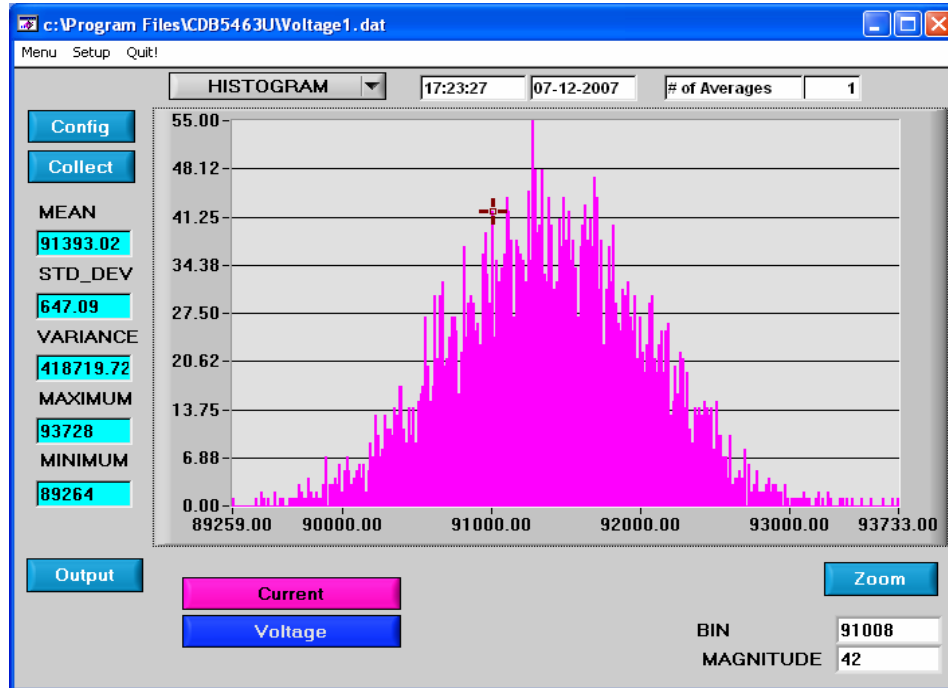 c:\Program Files\CDB5463U\Voltage1.dat
Menu Setup Quit!
HISTOGRAM 17:23:27 07-12-2007 # of Averages 1
Config
Collect
MEAN
91393.02
STD_DEV
647.09
VARIANCE
418719.72
MAXIMUM
93728
MINIMUM
89264
55.00
48.12
41.25
34.38
27.50
20.62
13.75
6.88
0.00
89259.00 90000.00 91000.00 92000.00 93000.00 93733.00
Output
Current
Voltage
Zoom
BIN 91008
MAGNITUDE 42